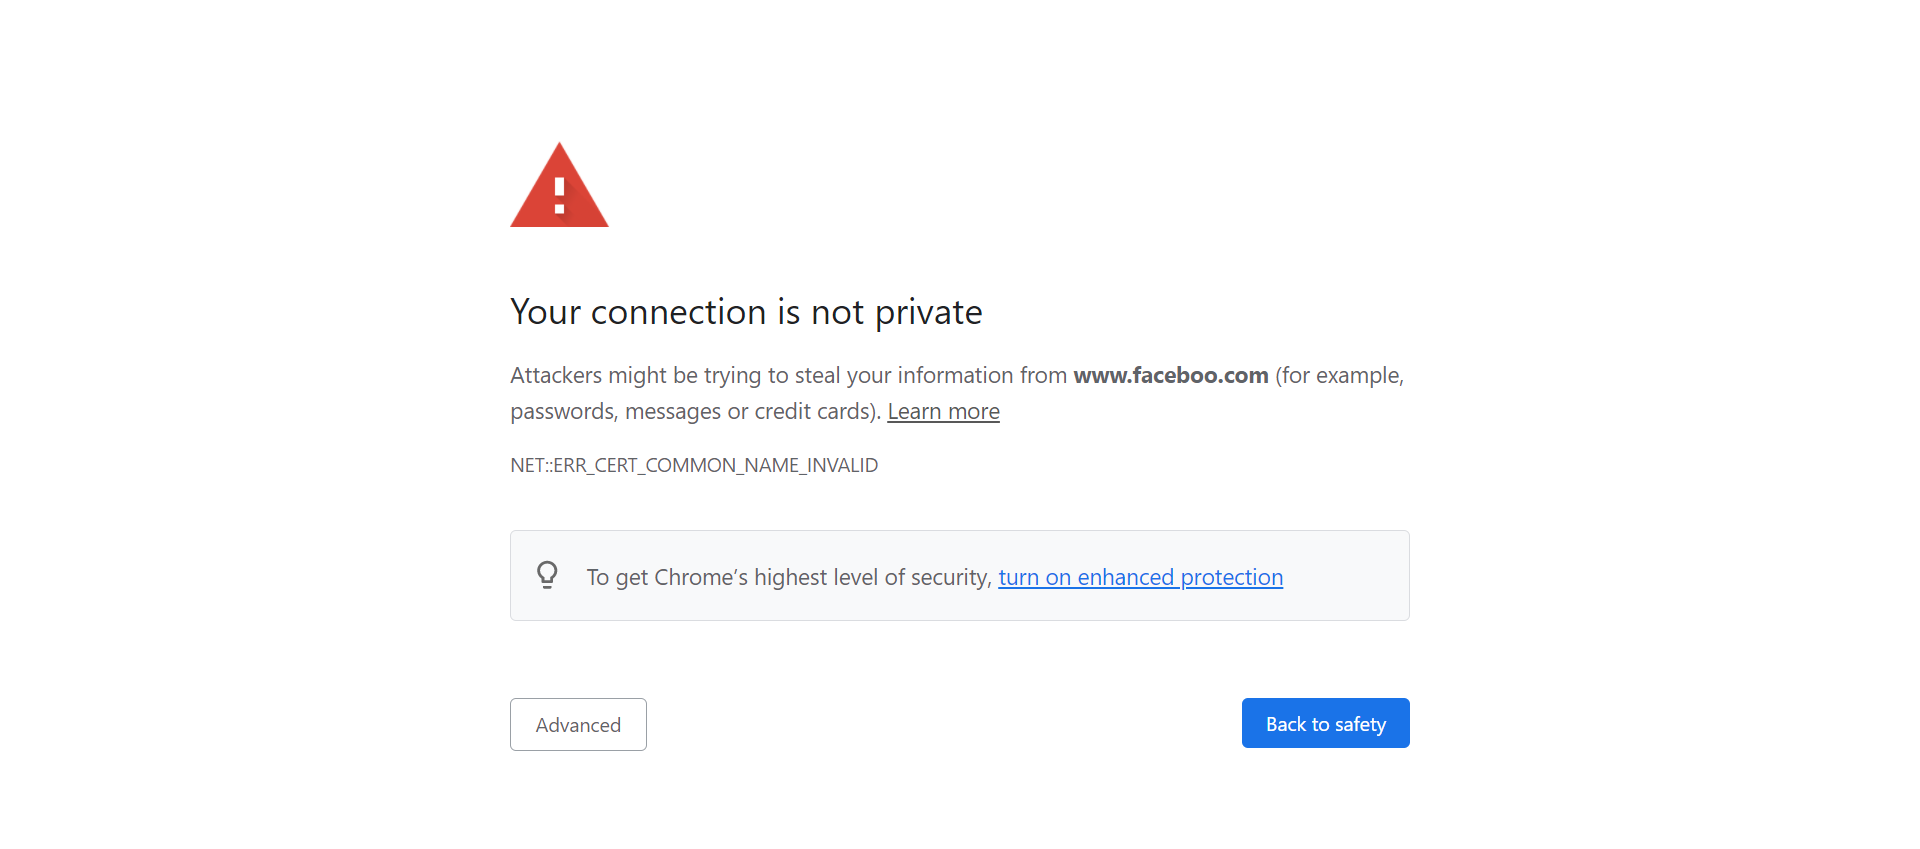 Your connection is not private
Attackers might be trying to steal your information from www.faceboo.com (for example,
passwords, messages or credit cards). Learn more
NET::ERR_CERT_COMMON_NAME_INVALID
To get Chrome’s highest level of security, turn on enhanced protection
Advanced
Back to safety